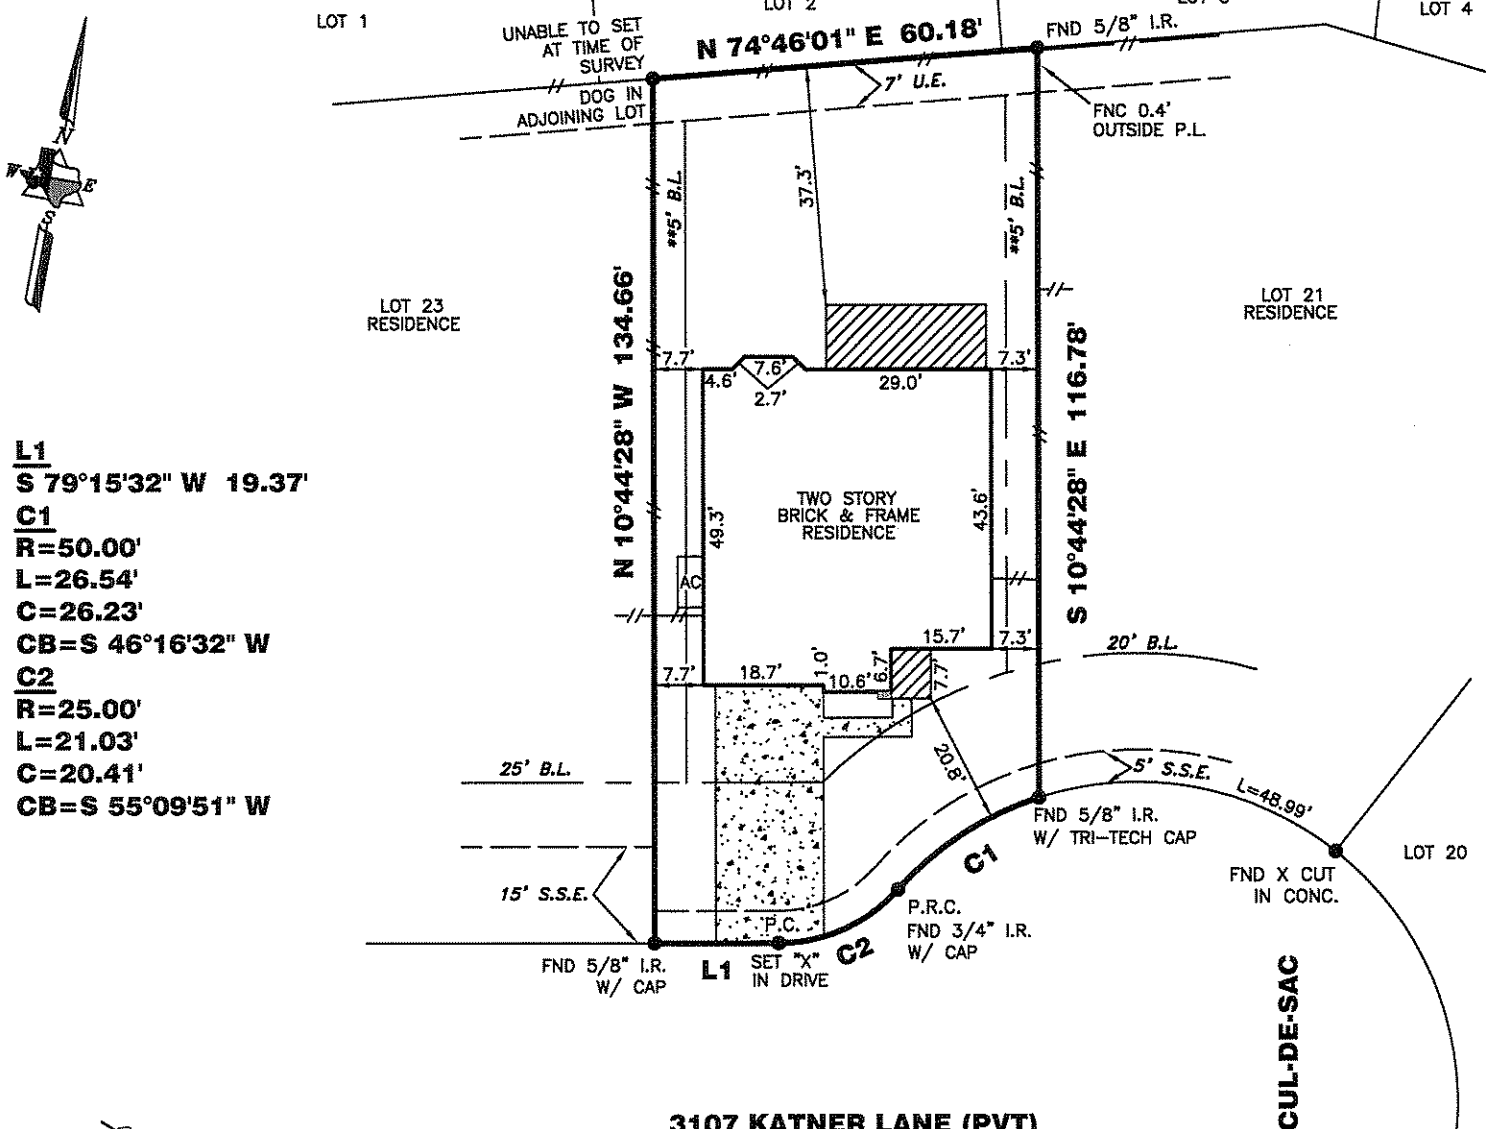 LOT 1
LOT 2
LOT 4
UNABLE TO SET
AT TIME OF
SURVEY
DOG IN
ADJOINING LOT
N 74°46'01" E 60.18'
FND 5/8" I.R.
7' U.E.
FNC 0.4'
OUTSIDE P.L.
N
W
E
S
37.3'
**5' B.L.
**5' B.L.
LOT 23
RESIDENCE
LOT 21
RESIDENCE
N 10°44'28" W 134.66'
S 10°44'28" E 116.78'
7.7'
4.6'
7.6'
2.7'
29.0'
7.3'
L1
S 79°15'32" W 19.37'
C1
R=50.00'
L=26.54'
C=26.23'
CB=S 46°16'32" W
C2
R=25.00'
L=21.03'
C=20.41'
CB=S 55°09'51" W
TWO STORY
BRICK & FRAME
RESIDENCE
49.3'
43.6'
AC
15.7'
7.3'
20' B.L.
7.7'
18.7'
1.0'
10.6'
6.7'
7.7'
25' B.L.
20.8'
5' S.S.E.
L=48.99'
FND 5/8" I.R.
W/ TRI-TECH CAP
C1
LOT 20
FND X CUT
IN CONC.
15' S.S.E.
P.C.
P.R.C.
FND 3/4" I.R.
W/ CAP
FND 5/8" I.R.
W/ CAP
L1
SET "X"
IN DRIVE
C2
CUL-DE-SAC
3107 KATNER LANE (PVT)